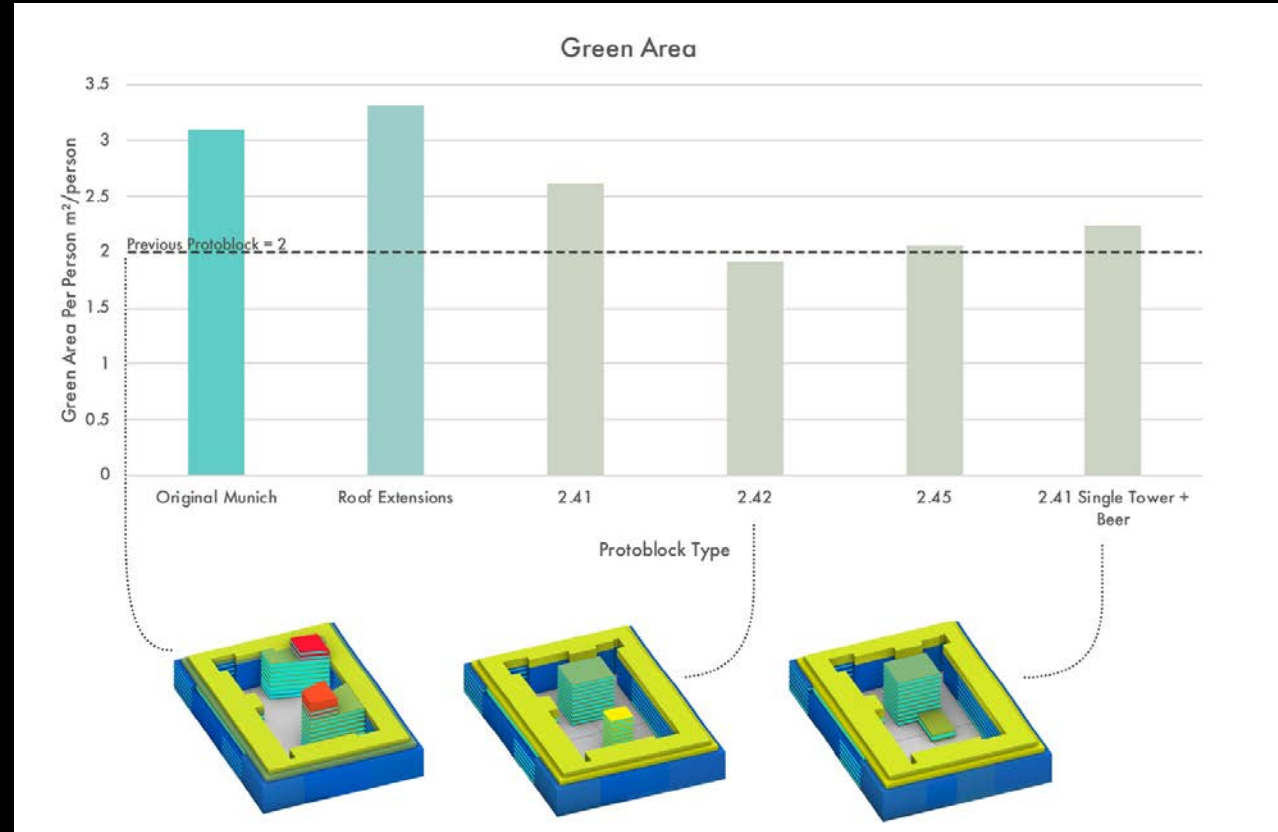 Green Area
Green Area Per Person m²/person
3.5
3
2.5
2
1.5
1
0.5
0
Previous Protoblock = 2
Original Munich
Roof Extensions
2.41
2.42
2.45
2.41 Single Tower +
Beer
Protoblock Type